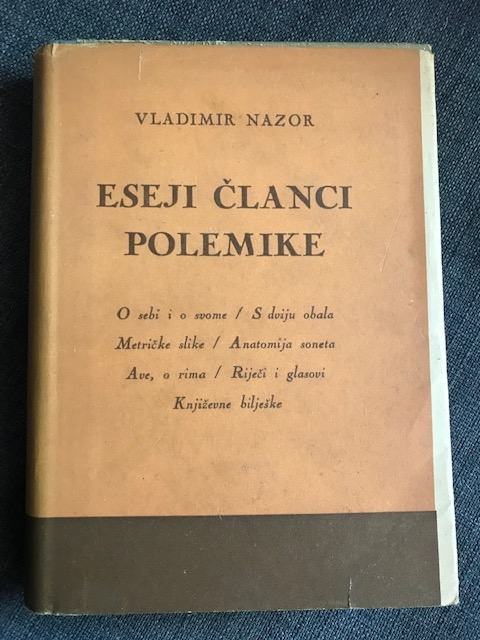 VLADIMIR NAZOR
ESEJI ČLANCI
POLEMIKE
O sebi i o svome / S dviju obala
Metričke slike / Anatomija soneta
Ave, o rima / Riječi i glasovi
Književne bilješke